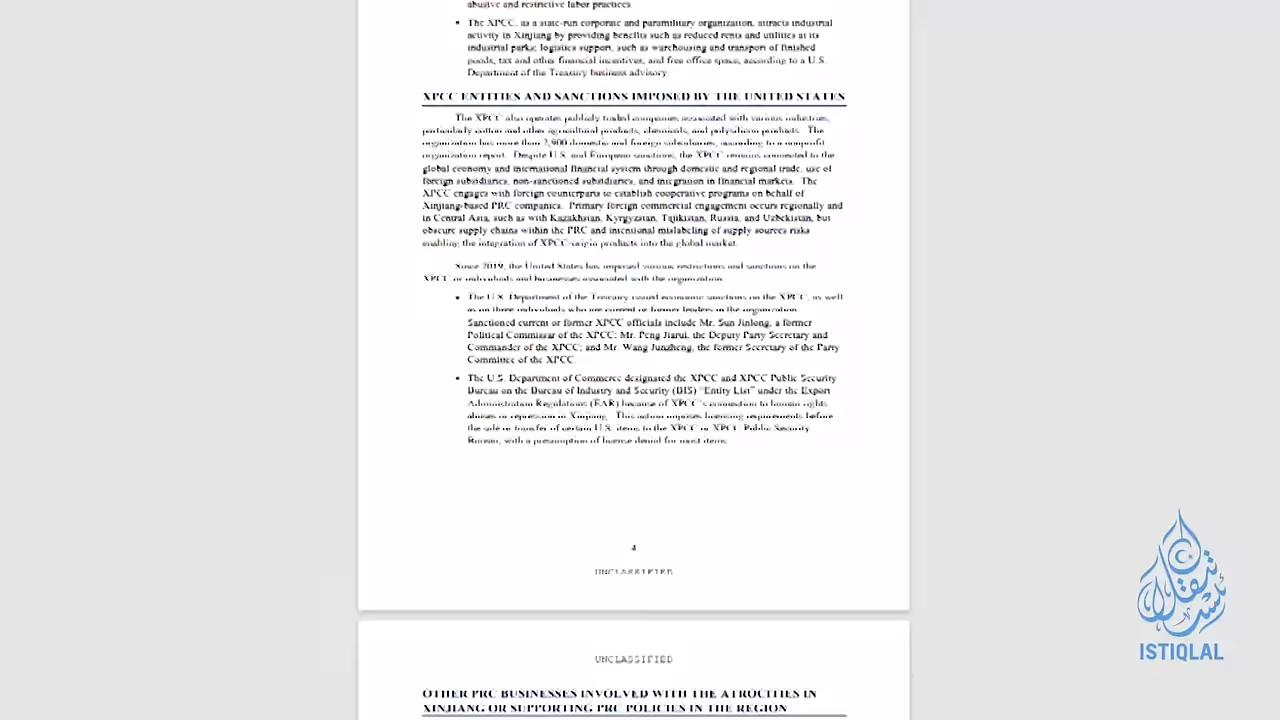 abusive and restrictive labor practices
• The XPCC, as a state-run corporate and paramilitary organization, attracts industrial
activity in Xinjiang by providing benefits such as reduced rents and utilities at its
industrial parks; logistics support, such as warehousing and transport of finished
goods, tax and other financial incentives, and free office space, according to a U.S.
Department of the Treasury business advisory.
XPCC ENTITIES AND SANCTIONS IMPOSED BY THE UNITED STATES
The XPCC also operates publicly traded companies associated with various industries,
particularly cotton and other agricultural products, chemicals, and polysilicon products. The
organization has more than 2,900 domestic and foreign subsidiaries, according to a nonprofit
organization report. Despite U.S. and European sanctions, the XPCC remains connected to the
global economy and international financial system through domestic and regional trade, use of
foreign subsidiaries, non-sanctioned subsidiaries, and integration in financial markets. The
XPCC engages with foreign counterparts to establish cooperative programs on behalf of
Xinjiang-based PRC companies. Primary foreign commercial engagement occurs regionally and
in Central Asia, such as with Kazakhstan, Kyrgyzstan, Tajikistan, Russia, and Uzbekistan, but
obscure supply chains within the PRC and intentional mislabeling of supply sources risks
enabling the integration of XPCC-origin products into the global market.
Since 2019, the United States has imposed various restrictions and sanctions on the
XPCC or individuals and businesses associated with the organization.
• The U.S. Department of the Treasury issued economic sanctions on the XPCC, as well
as on three individuals who are current or former leaders in the organization.
Sanctioned current or former XPCC officials include Mr. Sun Jinlong, a former
Political Commissar of the XPCC; Mr. Peng Jiarui, the Deputy Party Secretary and
Commander of the XPCC; and Mr. Wang Junzheng, the former Secretary of the Party
Committee of the XPCC.
• The U.S. Department of Commerce designated the XPCC and XPCC Public Security
Bureau on the Bureau of Industry and Security (BIS) "Entity List" under the Export
Administration Regulations (EAR) because of XPCC's connection to human rights
abuses or repression in Xinjiang. This action imposes licensing requirements before
the sale or transfer of certain U.S. items to the XPCC or XPCC Public Security
Bureau, with a presumption of license denial for most items.
4
UNCLASSIFIED
ISTIQLAL
UNCLASSIFIED
OTHER PRC BUSINESSES INVOLVED WITH THE ATROCITIES IN
XINJIANG OR SUPPORTING PRC POLICIES IN THE REGION